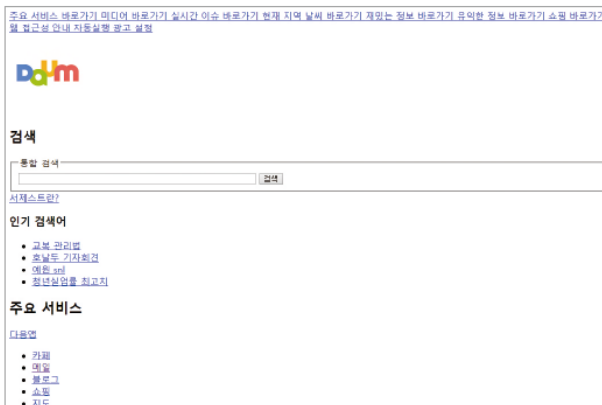 주요 서비스 바로가기 미디어 바로가기 실시간 이슈 바로가기 현재 지역 날씨 바로가기 재밌는 정보 바로가기 유익한 정보 바로가기 쇼핑 바로가기
웹 접근성 안내 자동실행 광고 설정
Daum
검색
통합 검색
검색
서제스트란?
인기 검색어
교복 관리법
호날두 기자회견
예원 snl
청년실업률 최고치
주요 서비스
다음앱
카페
메일
블로그
쇼핑
지도